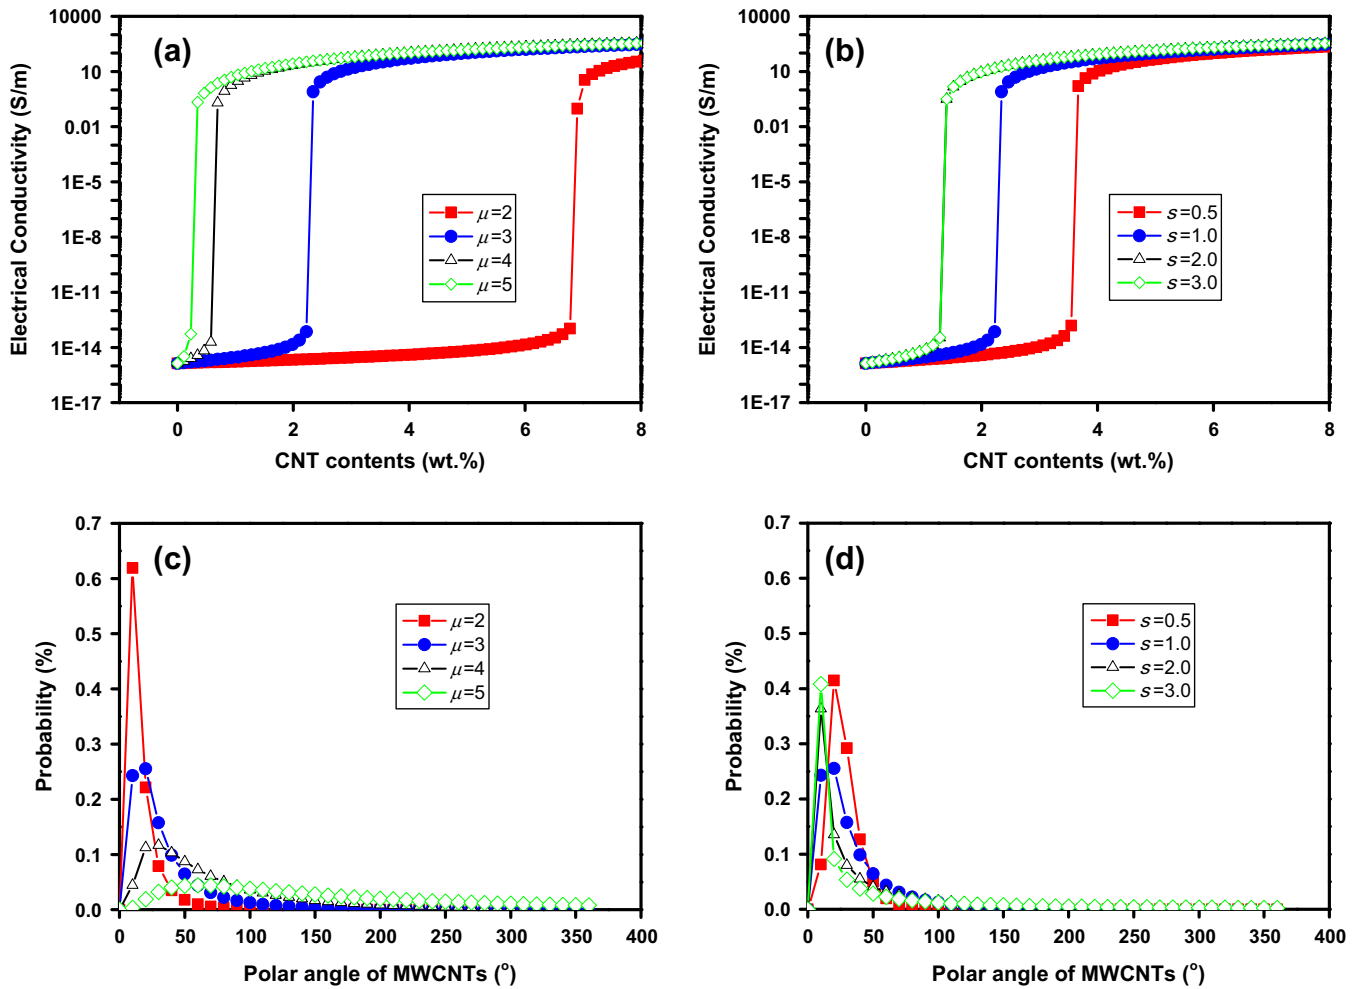 (a)
Electrical Conductivity (S/m)
10000
10
0.01
1E-5
1E-8
1E-11
1E-14
1E-17
μ=2
μ=3
μ=4
μ=5
0 2 4 6 8
CNT contents (wt.%)
(b)
Electrical Conductivity (S/m)
10000
10
0.01
1E-5
1E-8
1E-11
1E-14
1E-17
s=0.5
s=1.0
s=2.0
s=3.0
0 2 4 6 8
CNT contents (wt.%)
(c)
Probability (%)
0.7
0.6
0.5
0.4
0.3
0.2
0.1
0.0
μ=2
μ=3
μ=4
μ=5
0 50 100 150 200 250 300 350 400
Polar angle of MWCNTs (°)
(d)
Probability (%)
0.7
0.6
0.5
0.4
0.3
0.2
0.1
0.0
s=0.5
s=1.0
s=2.0
s=3.0
0 50 100 150 200 250 300 350 400
Polar angle of MWCNTs (°)